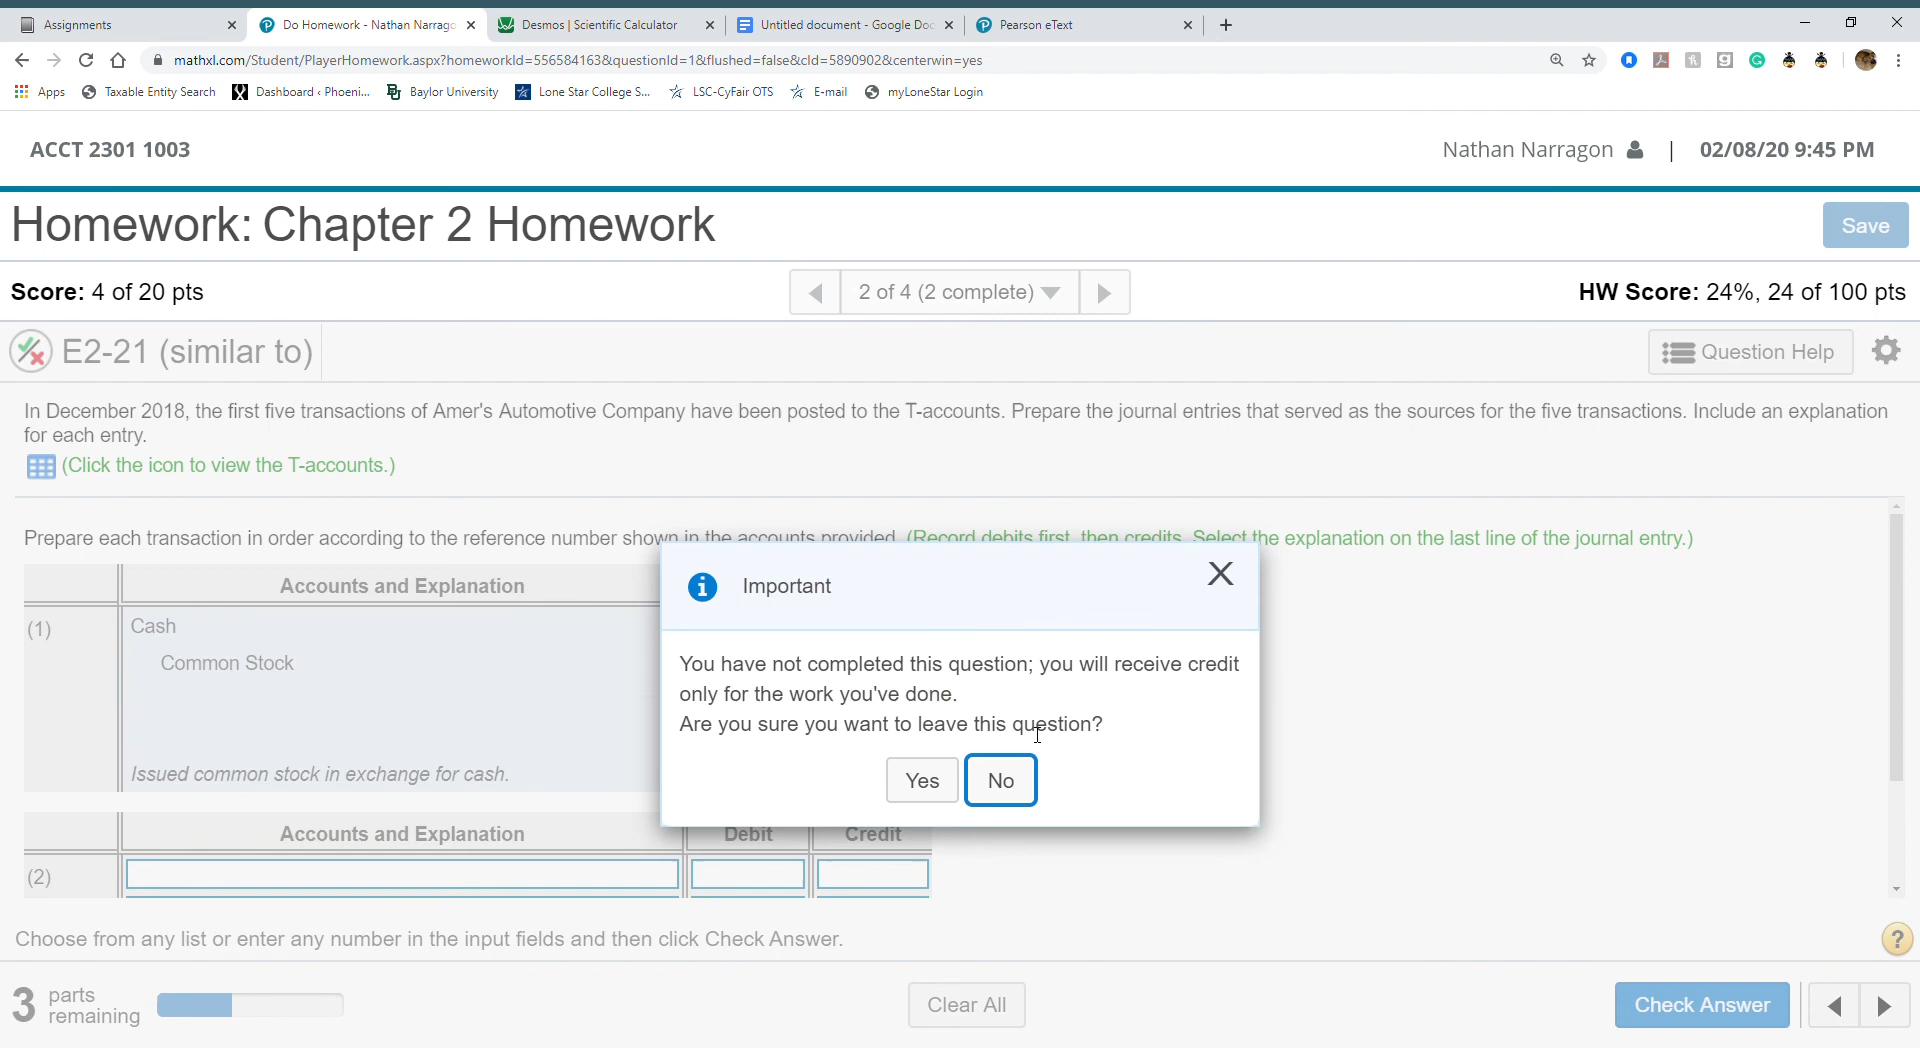 Assignments
Do Homework - Nathan Narrago
Desmos | Scientific Calculator
Untitled document - Google Doc
Pearson eText
mathxl.com/Student/PlayerHomework.aspx?homeworkId=556584163&questionId=1&flushed=false&cId=5890902&centerwin=yes
Apps
Taxable Entity Search
Dashboard ‹ Phoeni...
Baylor University
Lone Star College S...
LSC-CyFair OTS
E-mail
myLoneStar Login
ACCT 2301 1003
Nathan Narragon | 02/08/20 9:45 PM
Homework: Chapter 2 Homework
Save
Score: 4 of 20 pts
2 of 4 (2 complete)
HW Score: 24%, 24 of 100 pts
E2-21 (similar to)
Question Help
In December 2018, the first five transactions of Amer's Automotive Company have been posted to the T-accounts. Prepare the journal entries that served as the sources for the five transactions. Include an explanation
for each entry.
(Click the icon to view the T-accounts.)
Prepare each transaction in order according to the reference number shown in the accounts provided. (Record debits first, then credits. Select the explanation on the last line of the journal entry.)
Accounts and Explanation
(1)
Cash
Common Stock
Issued common stock in exchange for cash.
Important
You have not completed this question; you will receive credit
only for the work you've done.
Are you sure you want to leave this question?
Yes
No
Accounts and Explanation
Debit
Credit
(2)
Choose from any list or enter any number in the input fields and then click Check Answer.
?
3 parts
remaining
Clear All
Check Answer